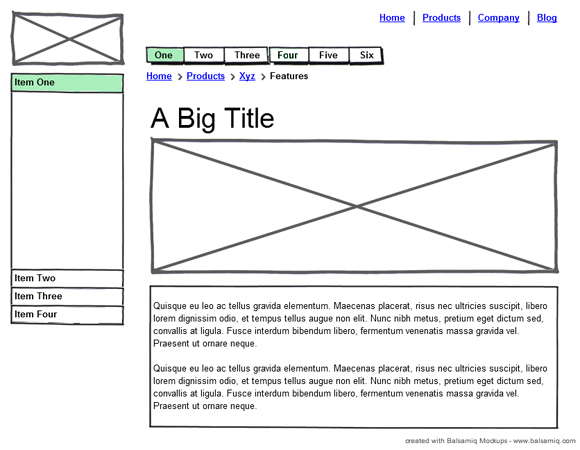 Home Products Company Blog
One Two Three Four Five Six
Home > Products > Xyz > Features
Item One
Item Two
Item Three
Item Four
A Big Title
Quisque eu leo ac tellus gravida elementum. Maecenas placerat, risus nec ultricies suscipit, libero
lorem dignissim odio, et tempus tellus augue non elit. Nunc nibh metus, pretium eget dictum sed,
convallis at ligula. Fusce interdum bibendum libero, fermentum venenatis massa gravida vel.
Praesent ut ornare neque.
Quisque eu leo ac tellus gravida elementum. Maecenas placerat, risus nec ultricies suscipit, libero
lorem dignissim odio, et tempus tellus augue non elit. Nunc nibh metus, pretium eget dictum sed,
convallis at ligula. Fusce interdum bibendum libero, fermentum venenatis massa gravida vel.
Praesent ut ornare neque.
created with Balsamiq Mockups - www.balsamiq.com